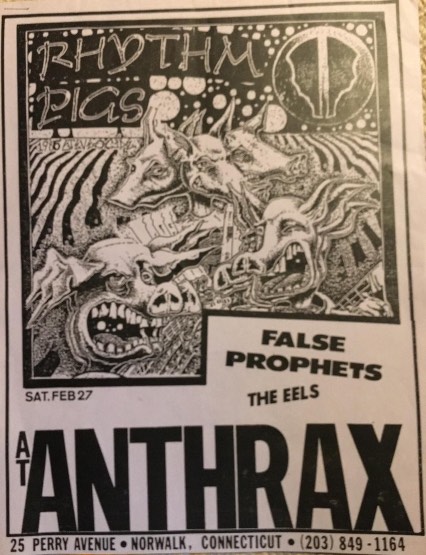 RHYTHM
PIGS
FALSE
PROPHETS
THE EELS
SAT. FEB 27
AT ANTHRAX
25 PERRY AVENUE • NORWALK, CONNECTICUT • (203) 849-1164